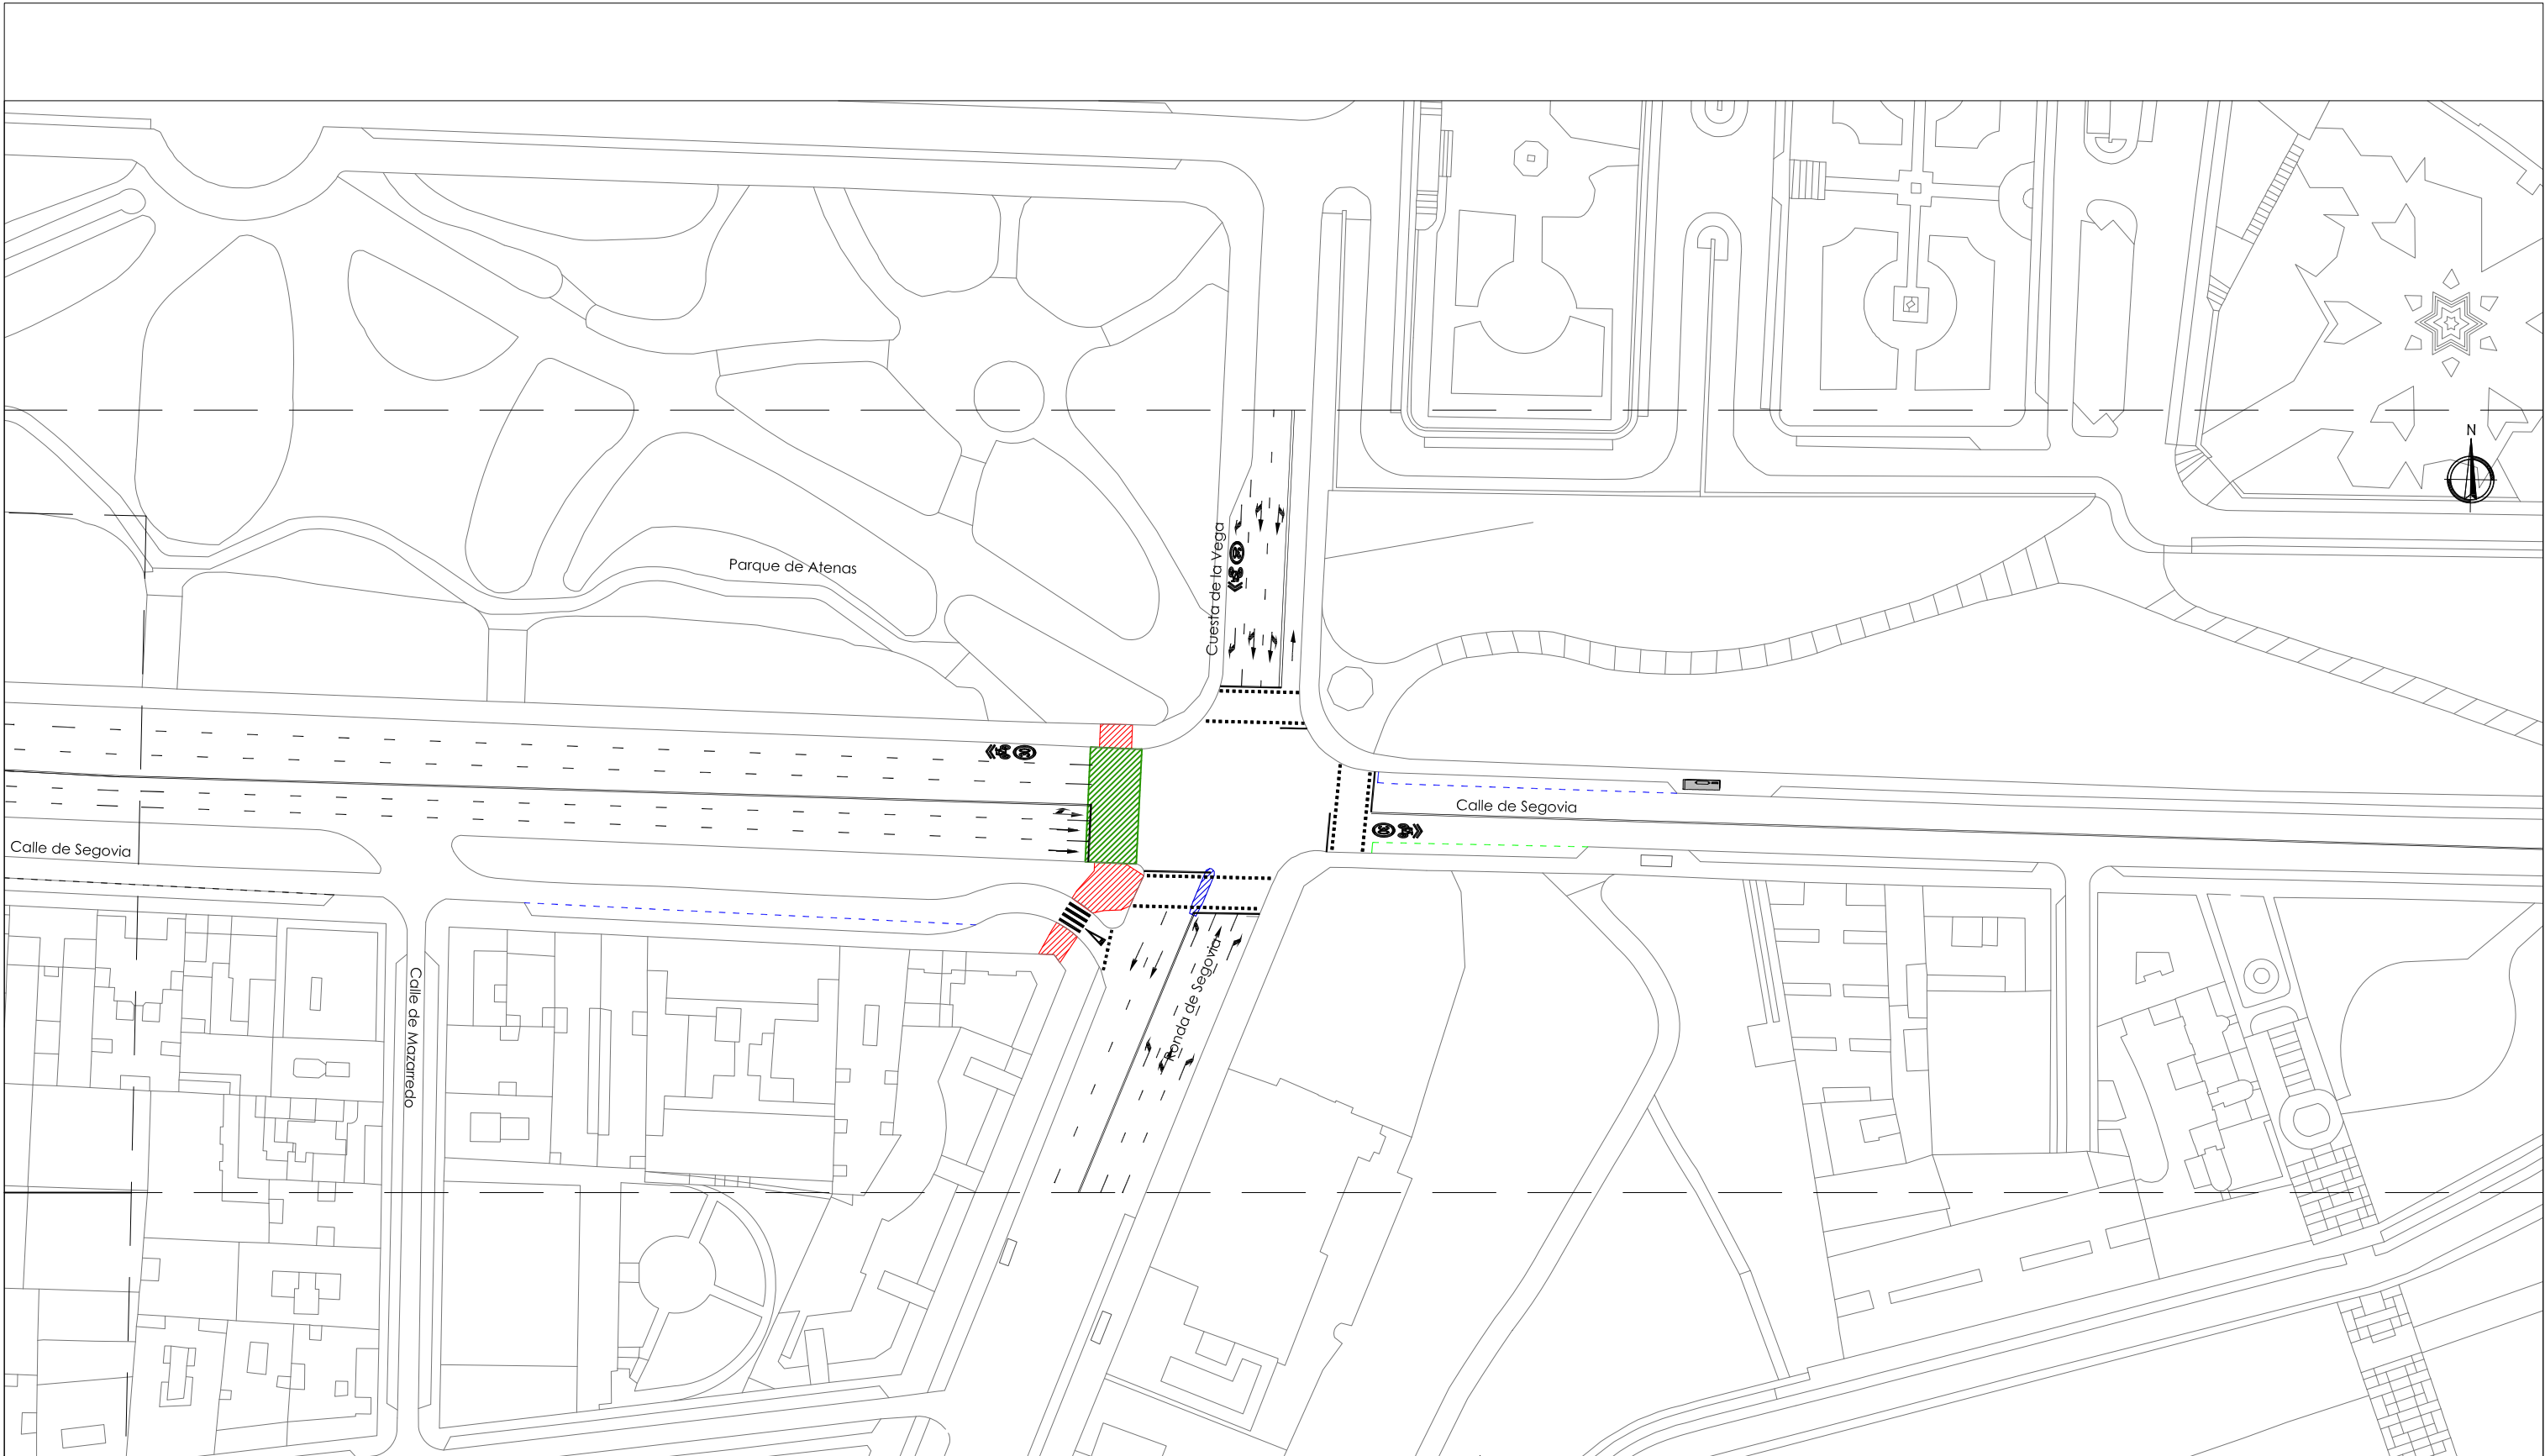 N
Cuesta de la Vega
Parque de Atenas
Calle de Segovia
Calle de Segovia
Ronda de Segovia
Calle de Mazarredo